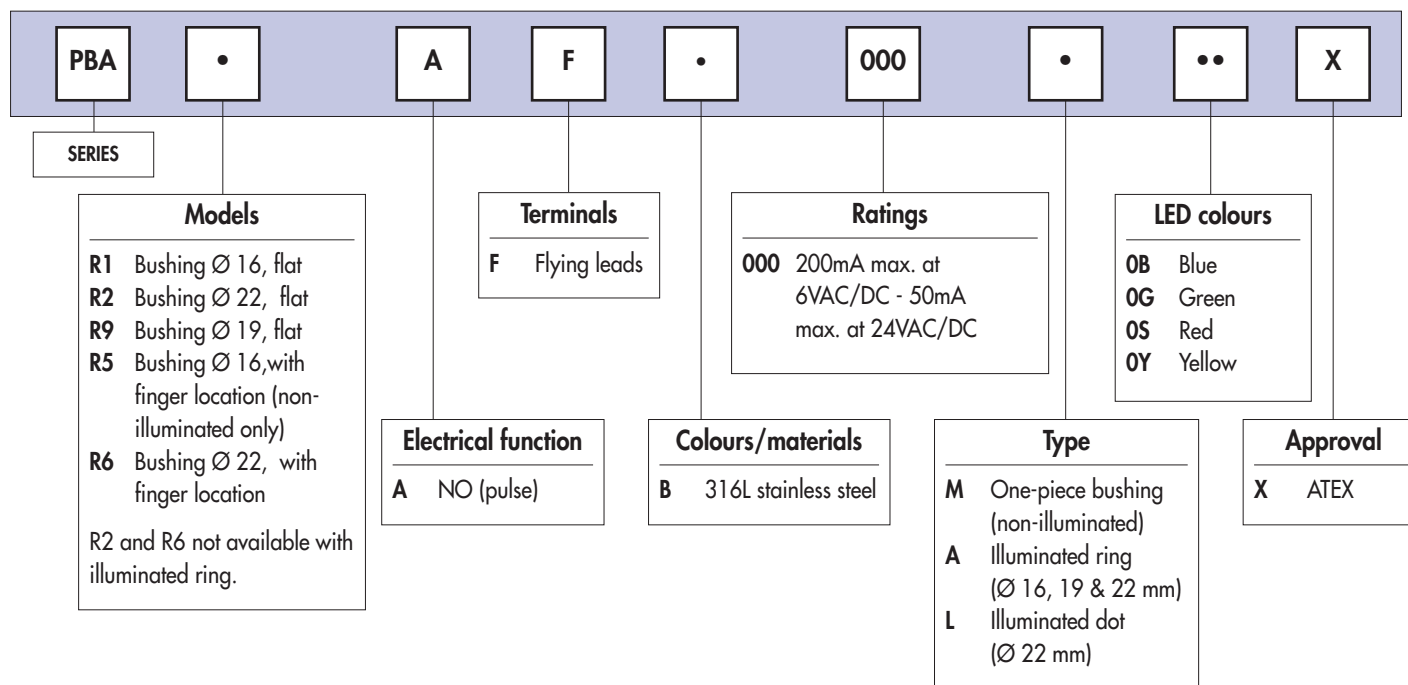 PBA • A F • 000 • •• X
SERIES
Models
R1 Bushing Ø 16, flat
R2 Bushing Ø 22, flat
R9 Bushing Ø 19, flat
R5 Bushing Ø 16,with
finger location (non-
illuminated only)
R6 Bushing Ø 22, with
finger location
R2 and R6 not available with
illuminated ring.
Electrical function
A NO (pulse)
Terminals
F Flying leads
Colours/materials
B 316L stainless steel
Ratings
000 200mA max. at
6VAC/DC - 50mA
max. at 24VAC/DC
Type
M One-piece bushing
(non-illuminated)
A Illuminated ring
(Ø 16, 19 & 22 mm)
L Illuminated dot
(Ø 22 mm)
LED colours
0B Blue
0G Green
0S Red
0Y Yellow
Approval
X ATEX